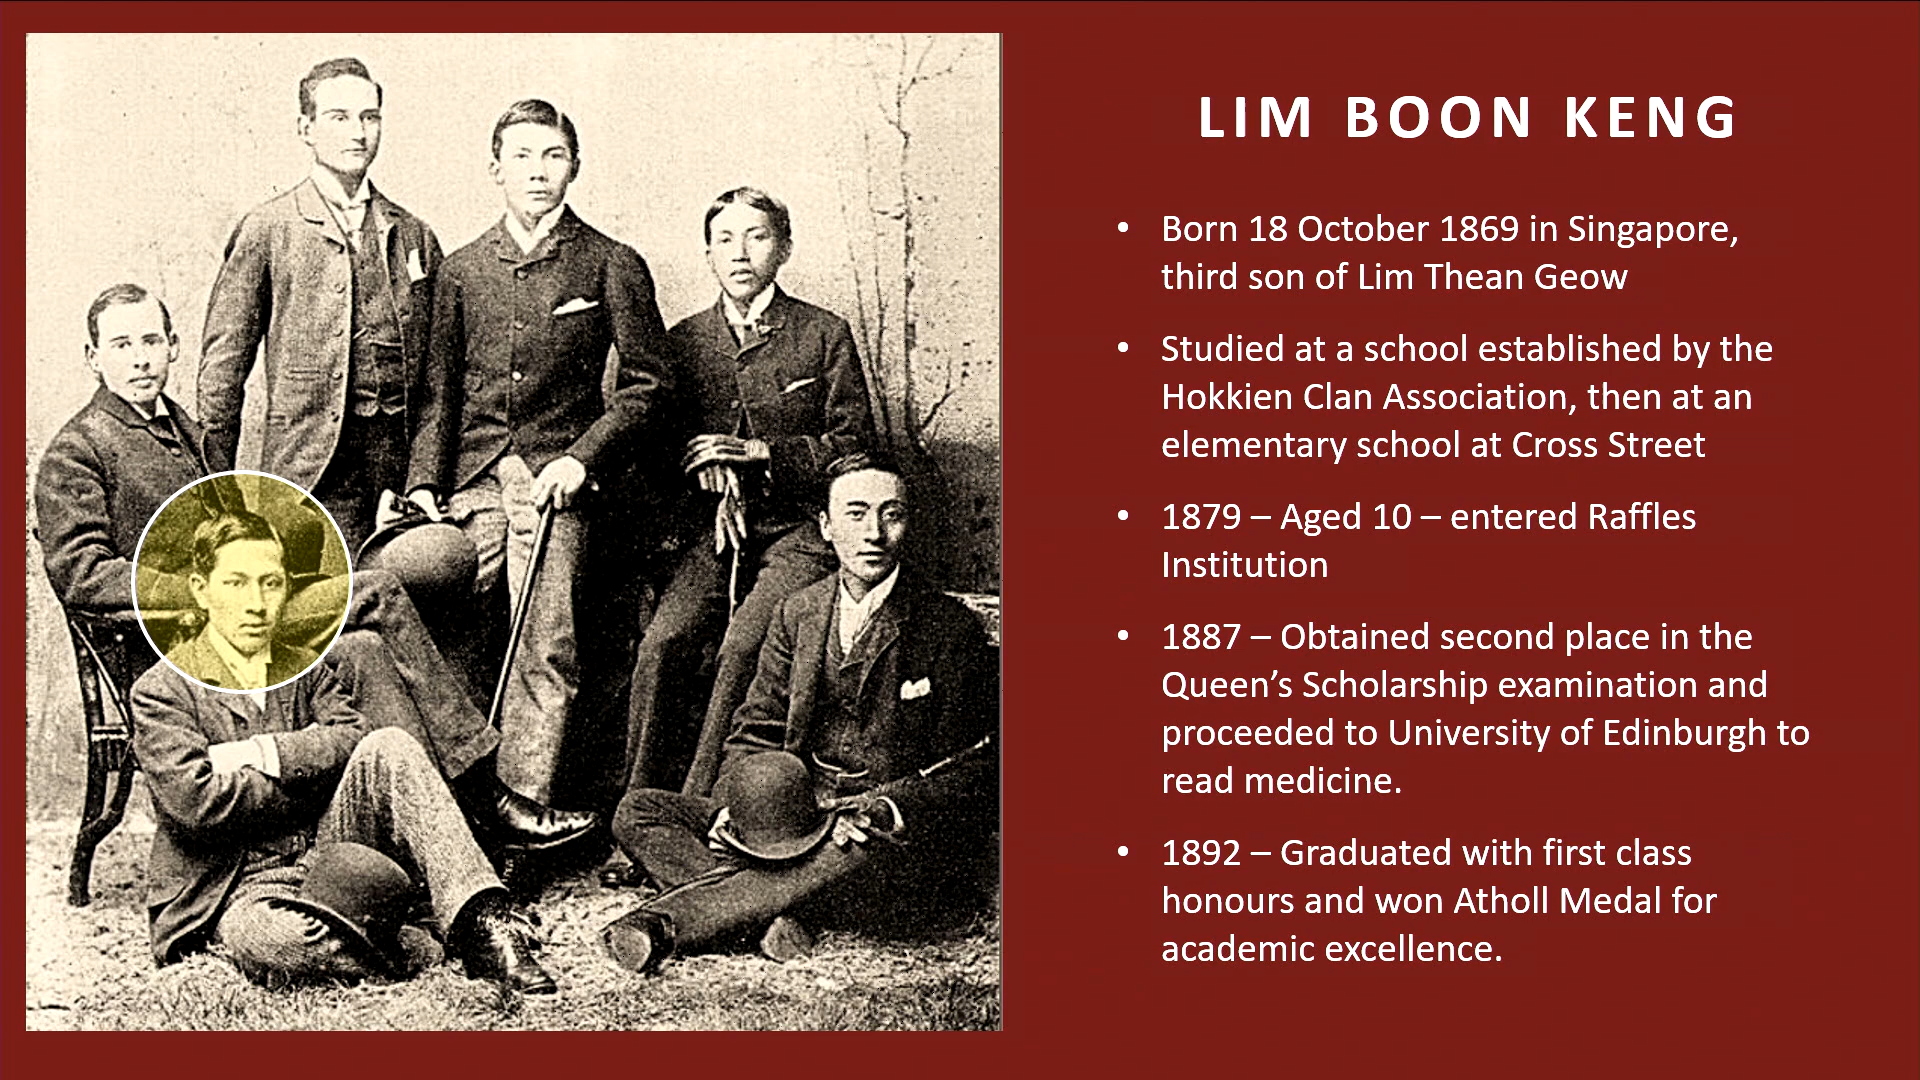 LIM BOON KENG
• Born 18 October 1869 in Singapore,
third son of Lim Thean Geow
• Studied at a school established by the
Hokkien Clan Association, then at an
elementary school at Cross Street
• 1879 – Aged 10 – entered Raffles
Institution
• 1887 – Obtained second place in the
Queen’s Scholarship examination and
proceeded to University of Edinburgh to
read medicine.
• 1892 – Graduated with first class
honours and won Atholl Medal for
academic excellence.